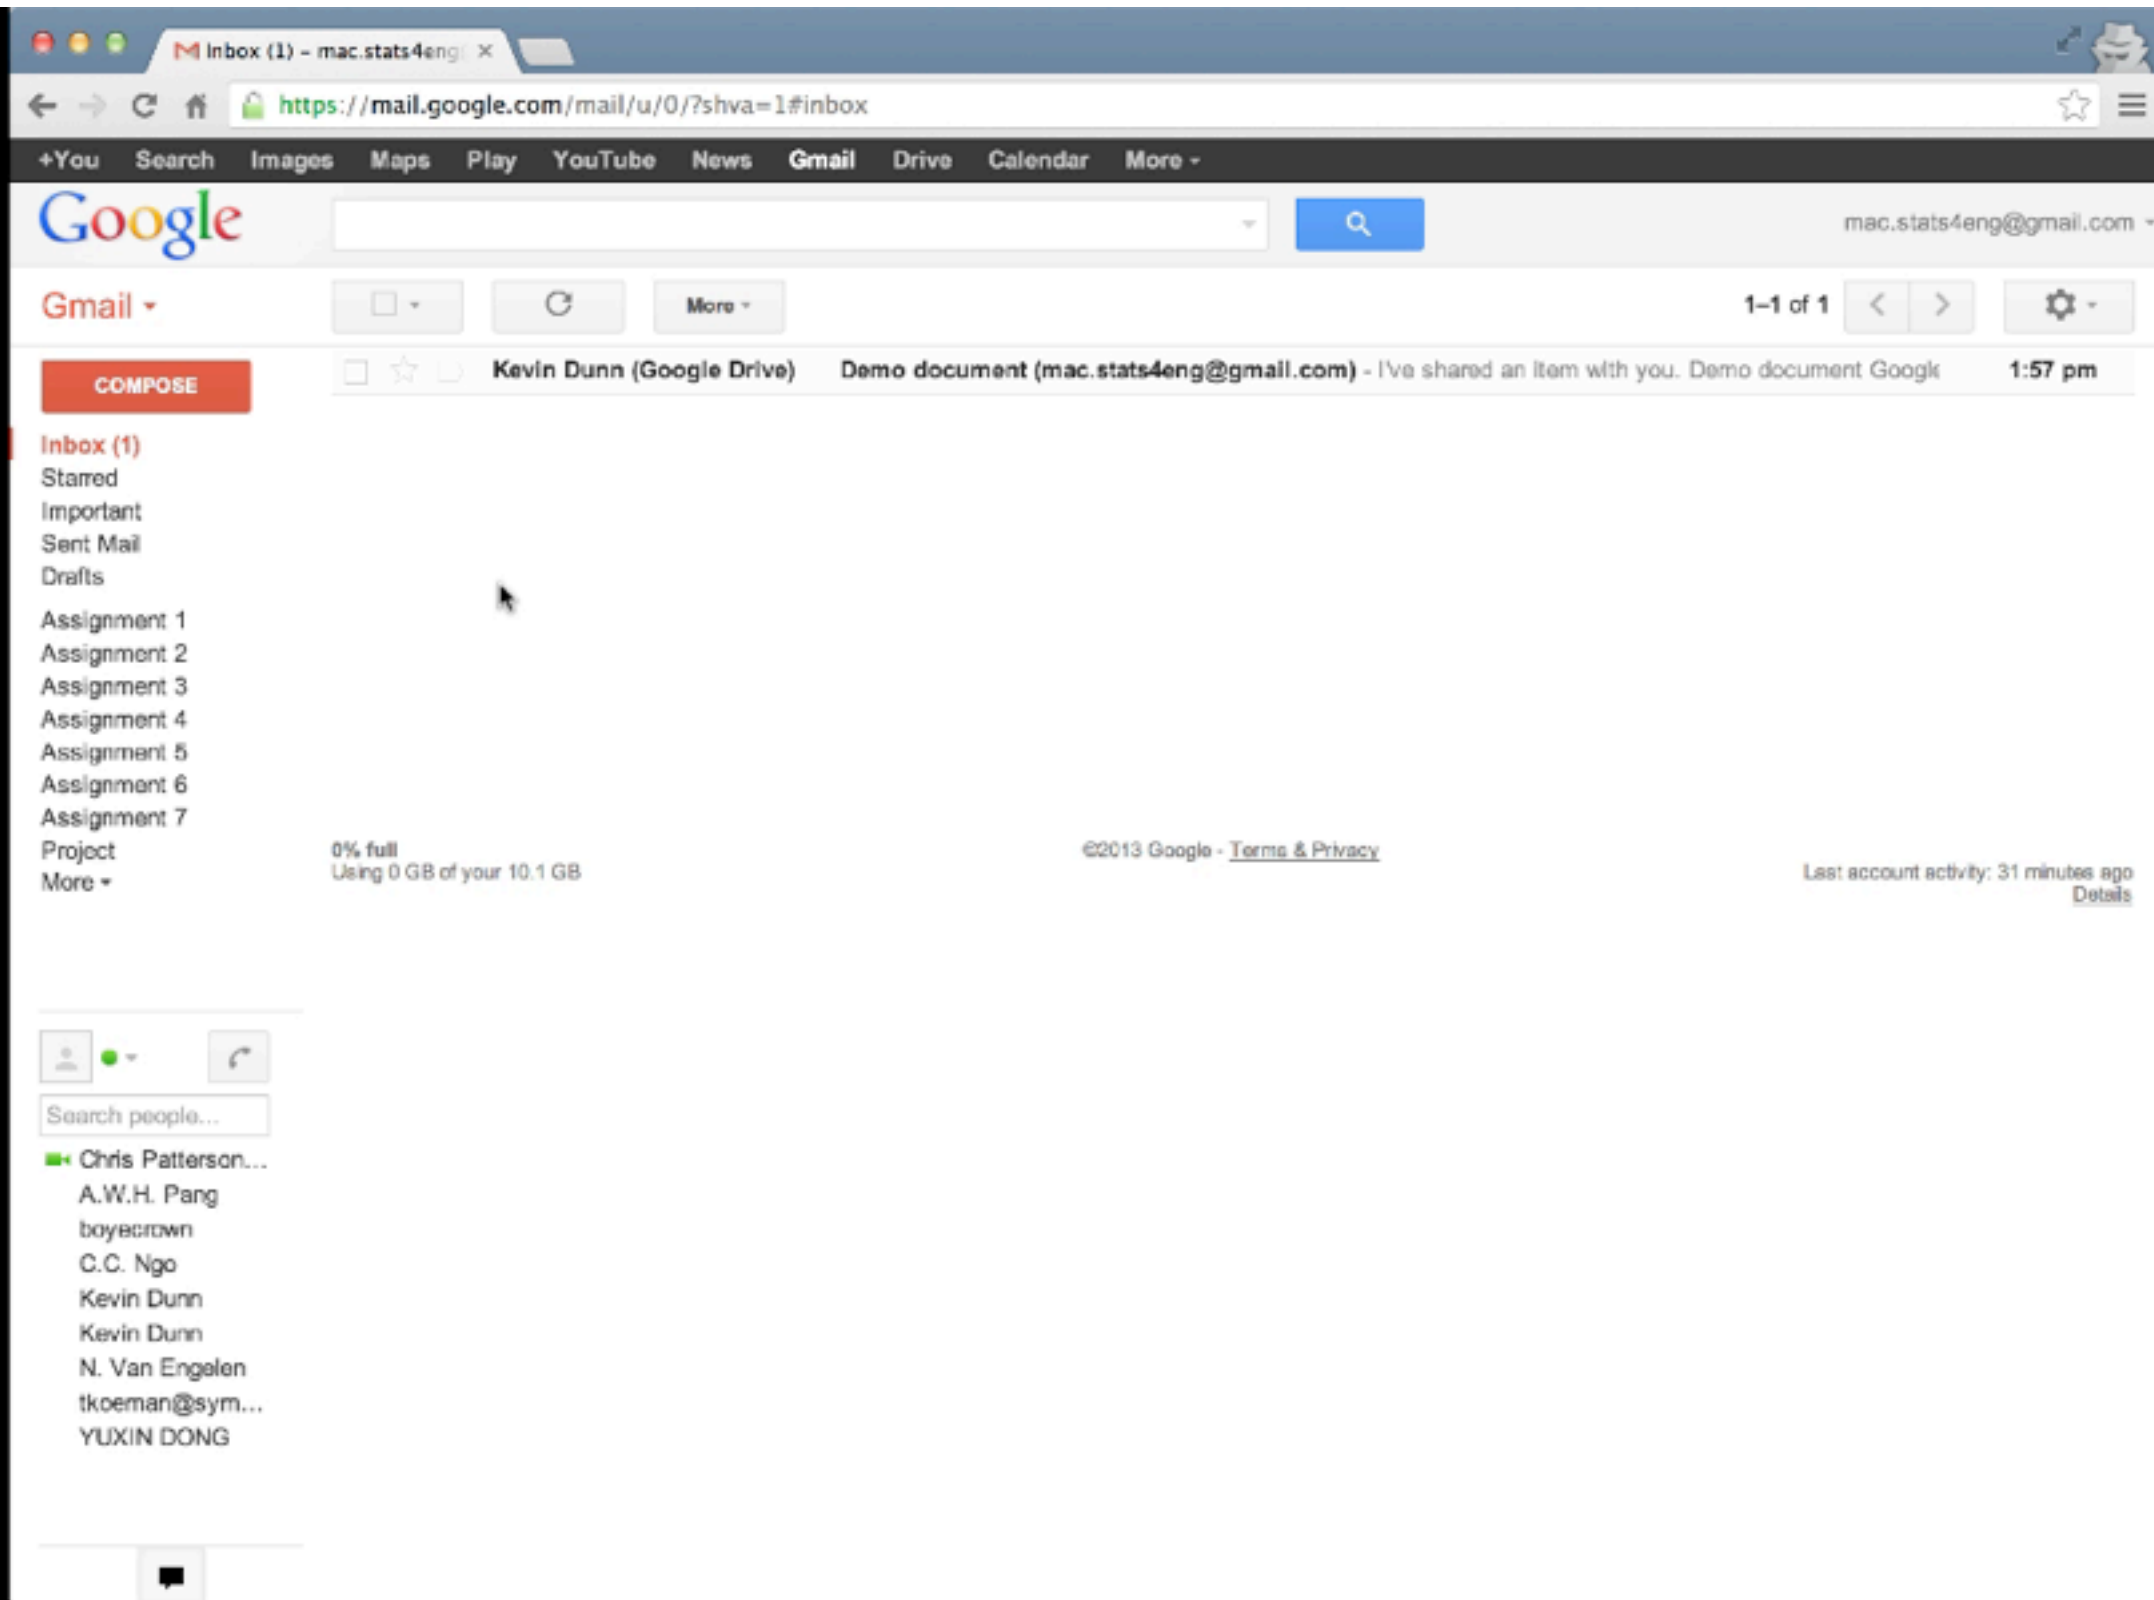 Inbox (1) – mac.stats4eng
https://mail.google.com/mail/u/0/?shva=1#inbox
+You Search Images Maps Play YouTube News Gmail Drive Calendar More
Google
mac.stats4eng@gmail.com
Gmail
More
1–1 of 1
COMPOSE
Kevin Dunn (Google Drive) Demo document (mac.stats4eng@gmail.com) - I've shared an item with you. Demo document Google 1:57 pm
Inbox (1)
Starred
Important
Sent Mail
Drafts
Assignment 1
Assignment 2
Assignment 3
Assignment 4
Assignment 5
Assignment 6
Assignment 7
Project
More
0% full
Using 0 GB of your 10.1 GB
©2013 Google - Terms & Privacy
Last account activity: 31 minutes ago
Details
Search people...
Chris Patterson...
A.W.H. Pang
boyecrown
C.C. Ngo
Kevin Dunn
Kevin Dunn
N. Van Engelen
tkoeman@sym...
YUXIN DONG